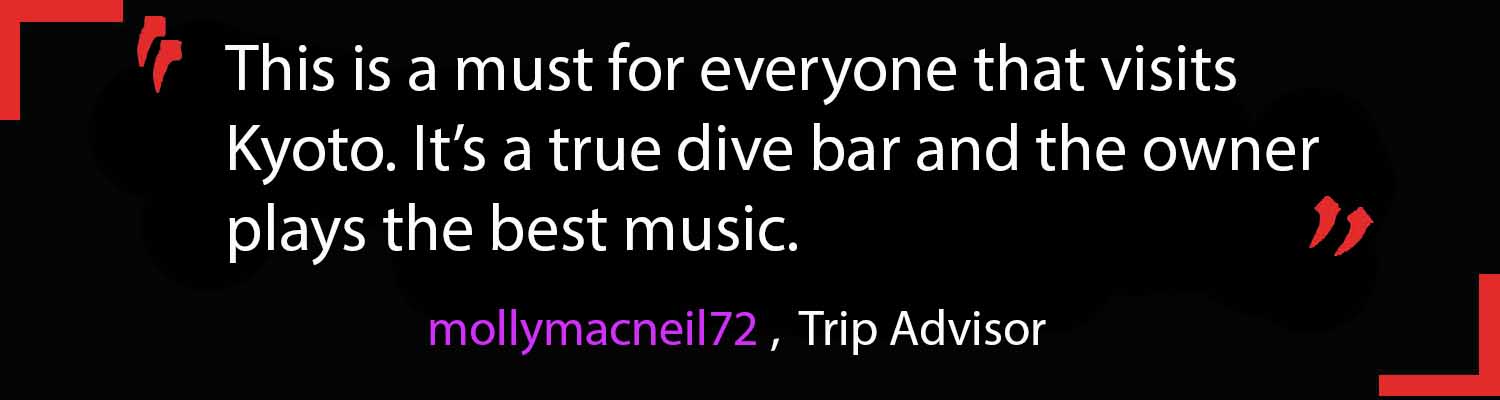 "This is a must for everyone that visits
Kyoto. It’s a true dive bar and the owner
plays the best music."
mollymacneil72 , Trip Advisor